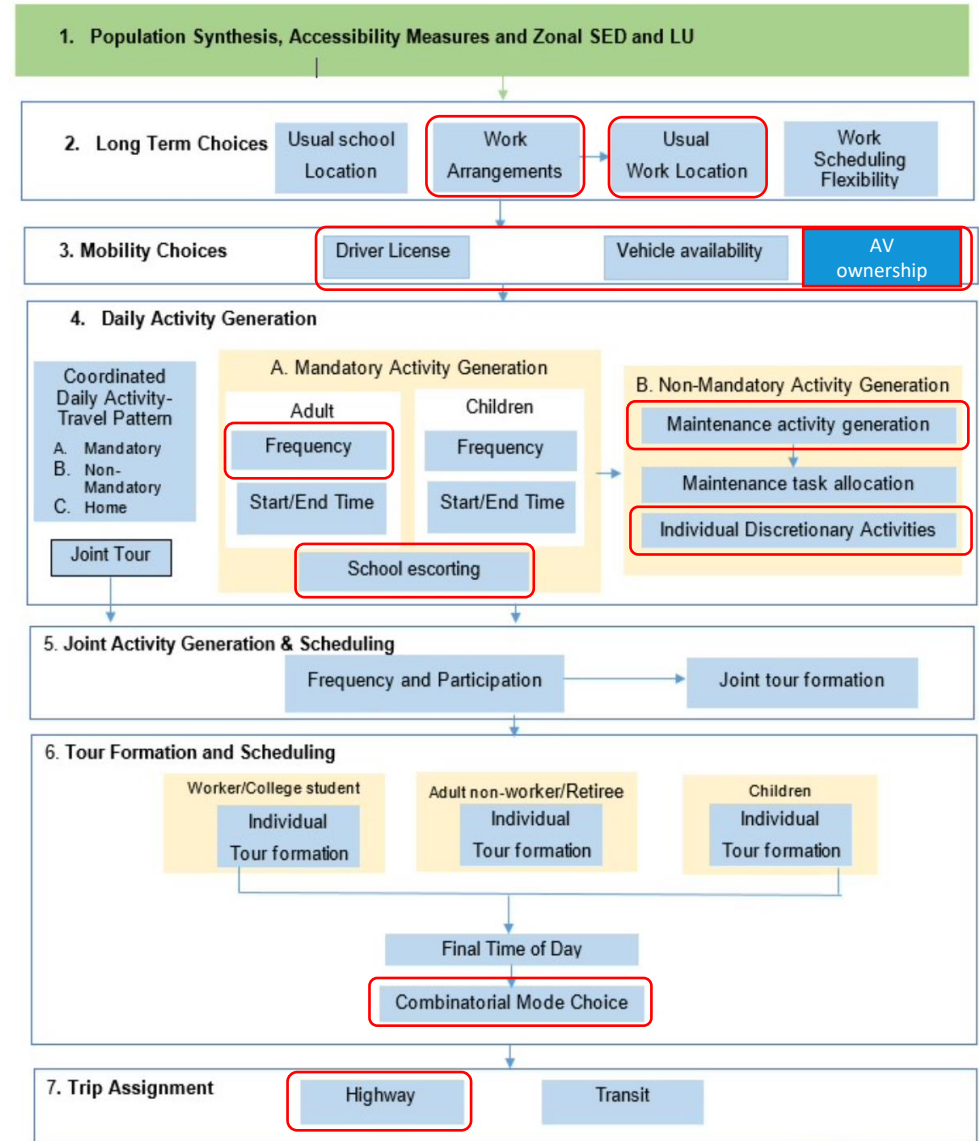 1. Population Synthesis, Accessibility Measures and Zonal SED and LU
2. Long Term Choices
Usual school
Location
Work
Arrangements
Usual
Work Location
Work
Scheduling
Flexibility
3. Mobility Choices
Driver License
Vehicle availability
AV
ownership
4. Daily Activity Generation
Coordinated
Daily Activity-
Travel Pattern
A. Mandatory
B. Non-
Mandatory
C. Home
Joint Tour
A. Mandatory Activity Generation
Adult
Frequency
Start/End Time
Children
Frequency
Start/End Time
School escorting
B. Non-Mandatory Activity Generation
Maintenance activity generation
Maintenance task allocation
Individual Discretionary Activities
5. Joint Activity Generation & Scheduling
Frequency and Participation
Joint tour formation
6. Tour Formation and Scheduling
Worker/College student
Individual
Tour formation
Adult non-worker/Retiree
Individual
Tour formation
Children
Individual
Tour formation
Final Time of Day
Combinatorial Mode Choice
7. Trip Assignment
Highway
Transit